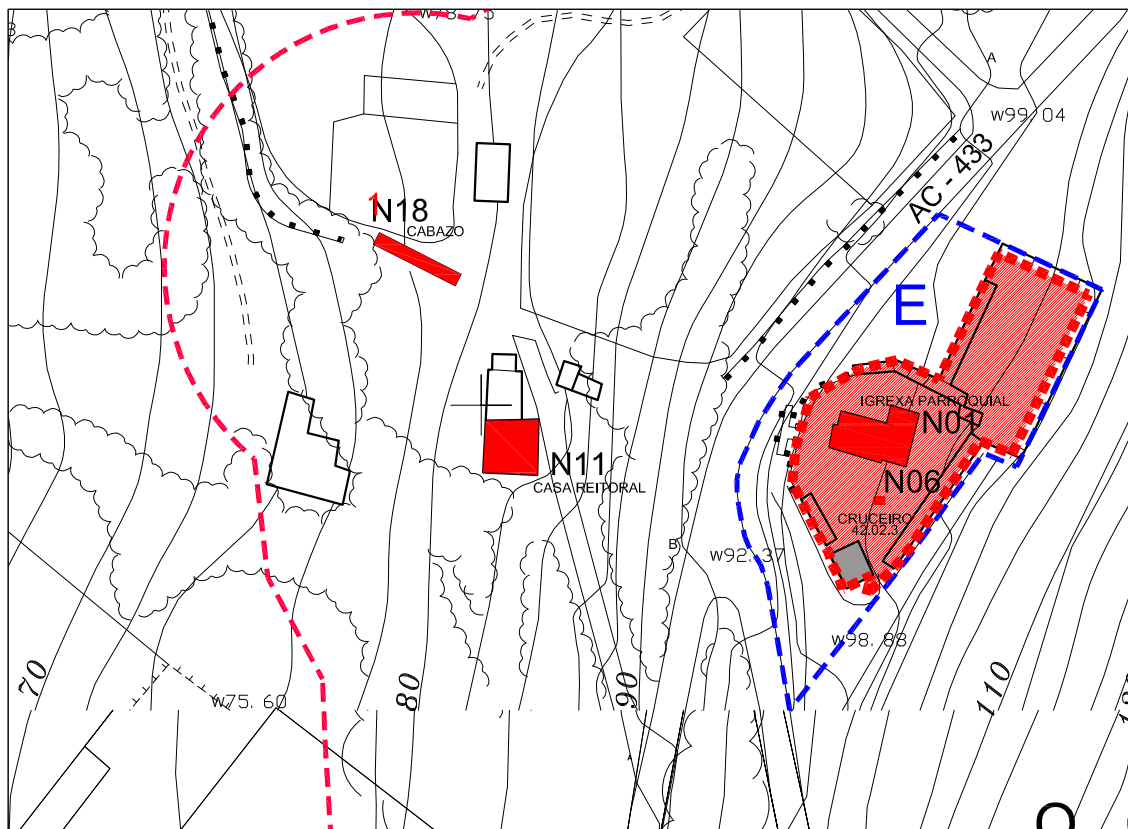 w99.04
A
AC - 433
1
N18
CABAZO
E
IGREXA PARROQUIAL
N01
N11
CASA REITORAL
N06
CRUCEIRO
42.02.3
B
w92.37
w98.88
70
w75.60
80
90
110